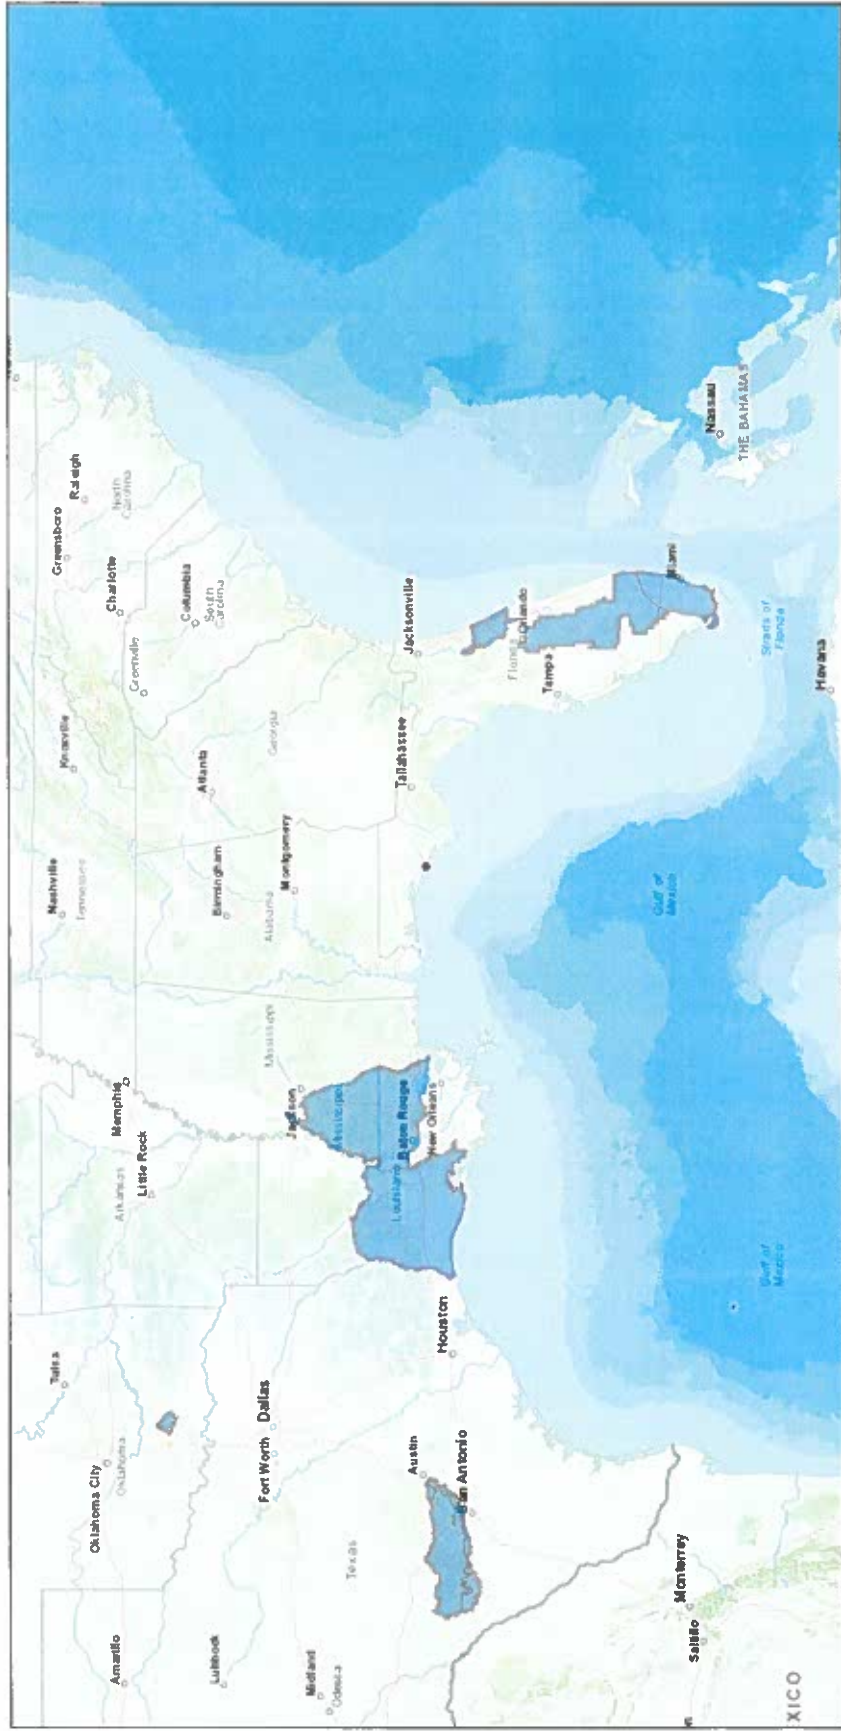 Greensboro
Raleigh
North
Carolina
Charlotte
Columbia
South
Carolina
Greenville
Knoxville
Nashville
Tennessee
Atlanta
Georgia
Birmingham
Montgomery
Alabama
Jacksonville
Tallahassee
Orlando
Tampa
Miami
Nassau
THE BAHAMAS
Straits of
Florida
Havana
Gulf of
Mexico
Memphis
Little Rock
Arkansas
Mississippi
Jackson
Baton Rouge
New Orleans
Louisiana
Gulf of
Mexico
Tulsa
Oklahoma City
Oklahoma
Dallas
Fort Worth
Houston
Austin
San Antonio
Texas
Amarillo
Lubbock
Midland
Odessa
Monterrey
Saltillo
XICO